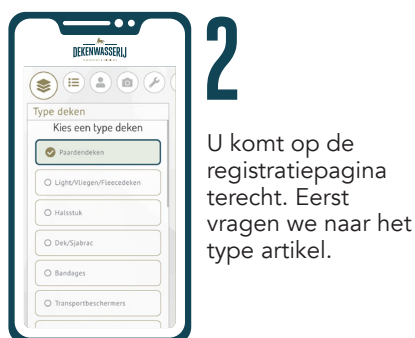 DEKENWASSERIJ
Type deken
Kies een type deken
Paardendeken
Light/Vliegen/Fleecedeken
Halsstuk
Dek/Sjabrac
Bandages
Transportbeschermers
2
U komt op de
registratiepagina
terecht. Eerst
vragen we naar het
type artikel.